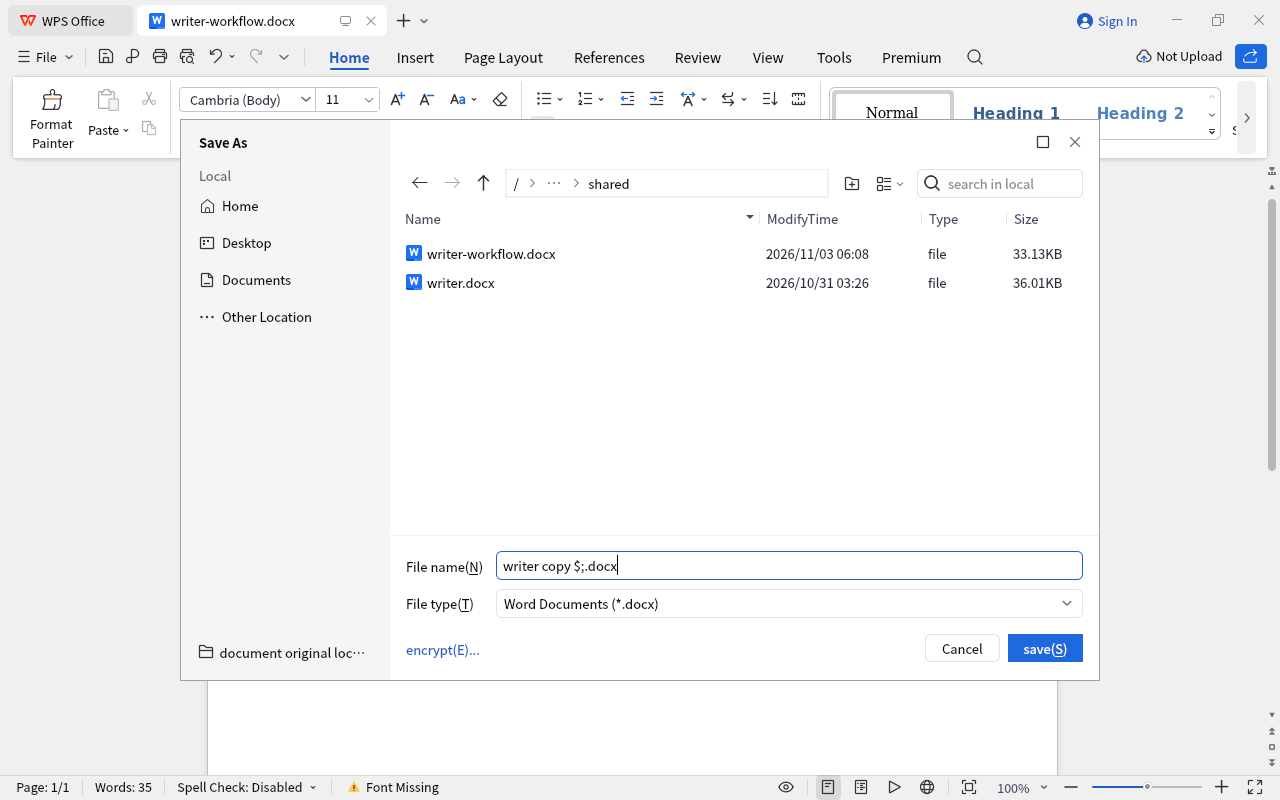 WPS Office
writer-workflow.docx
Sign In
File
Home
Insert
Page Layout
References
Review
View
Tools
Premium
Not Upload
Format
Painter
Paste
Cambria (Body)
11
Aa
Normal
Heading 1
Heading 2
Save As
Local
Home
Desktop
Documents
Other Location
document original loc···
/
shared
search in local
Name
ModifyTime
Type
Size
writer-workflow.docx
2026/11/03 06:08
file
33.13KB
writer.docx
2026/10/31 03:26
file
36.01KB
File name(N)
writer copy $;.docx
File type(T)
Word Documents (*.docx)
encrypt(E)...
Cancel
save(S)
Page: 1/1
Words: 35
Spell Check: Disabled
Font Missing
100%